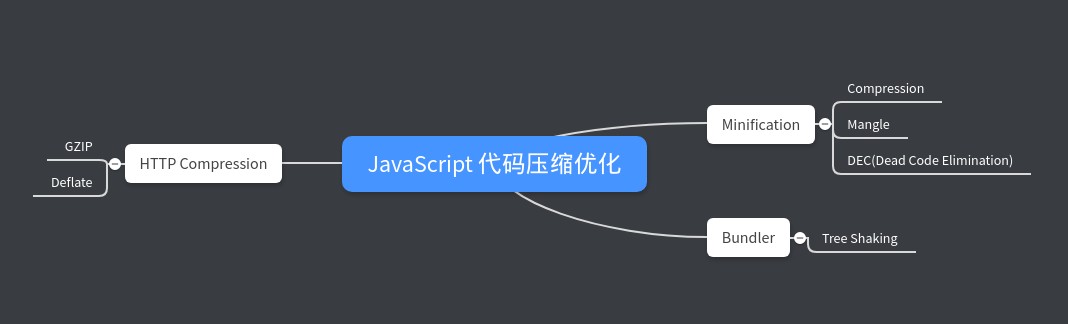 JavaScript 代码压缩优化
HTTP Compression
GZIP
Deflate
Minification
Compression
Mangle
DEC(Dead Code Elimination)
Bundler
Tree Shaking